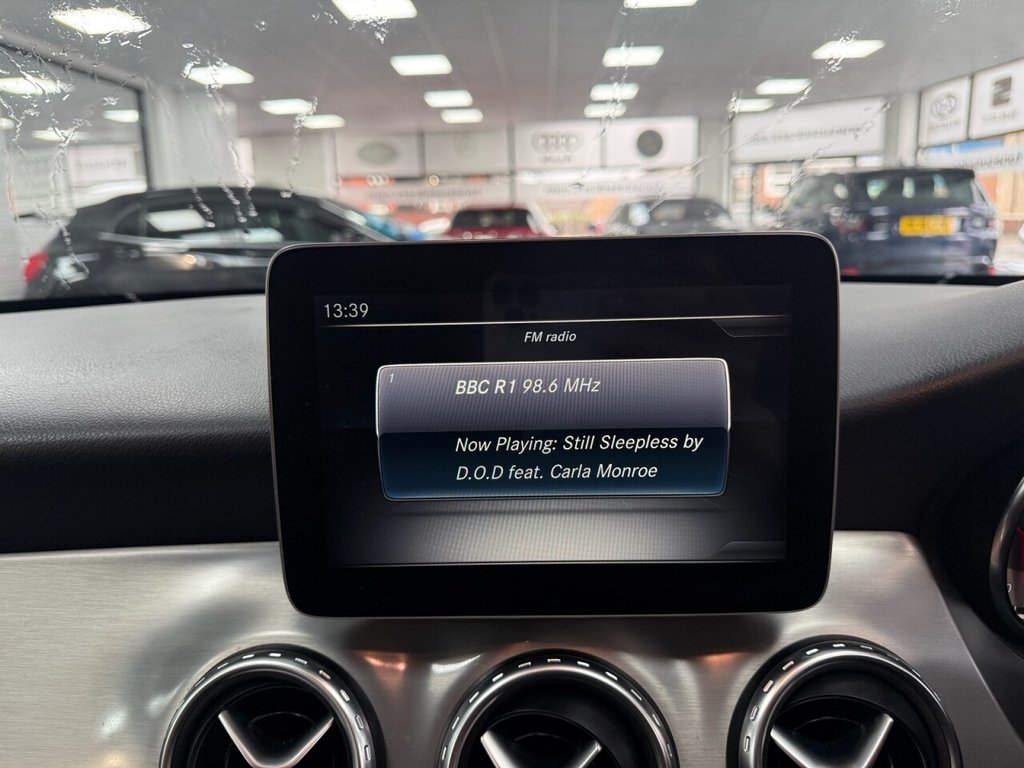 13:39
FM radio
1
BBC R1 98.6 MHz
Now Playing: Still Sleepless by
D.O.D feat. Carla Monroe